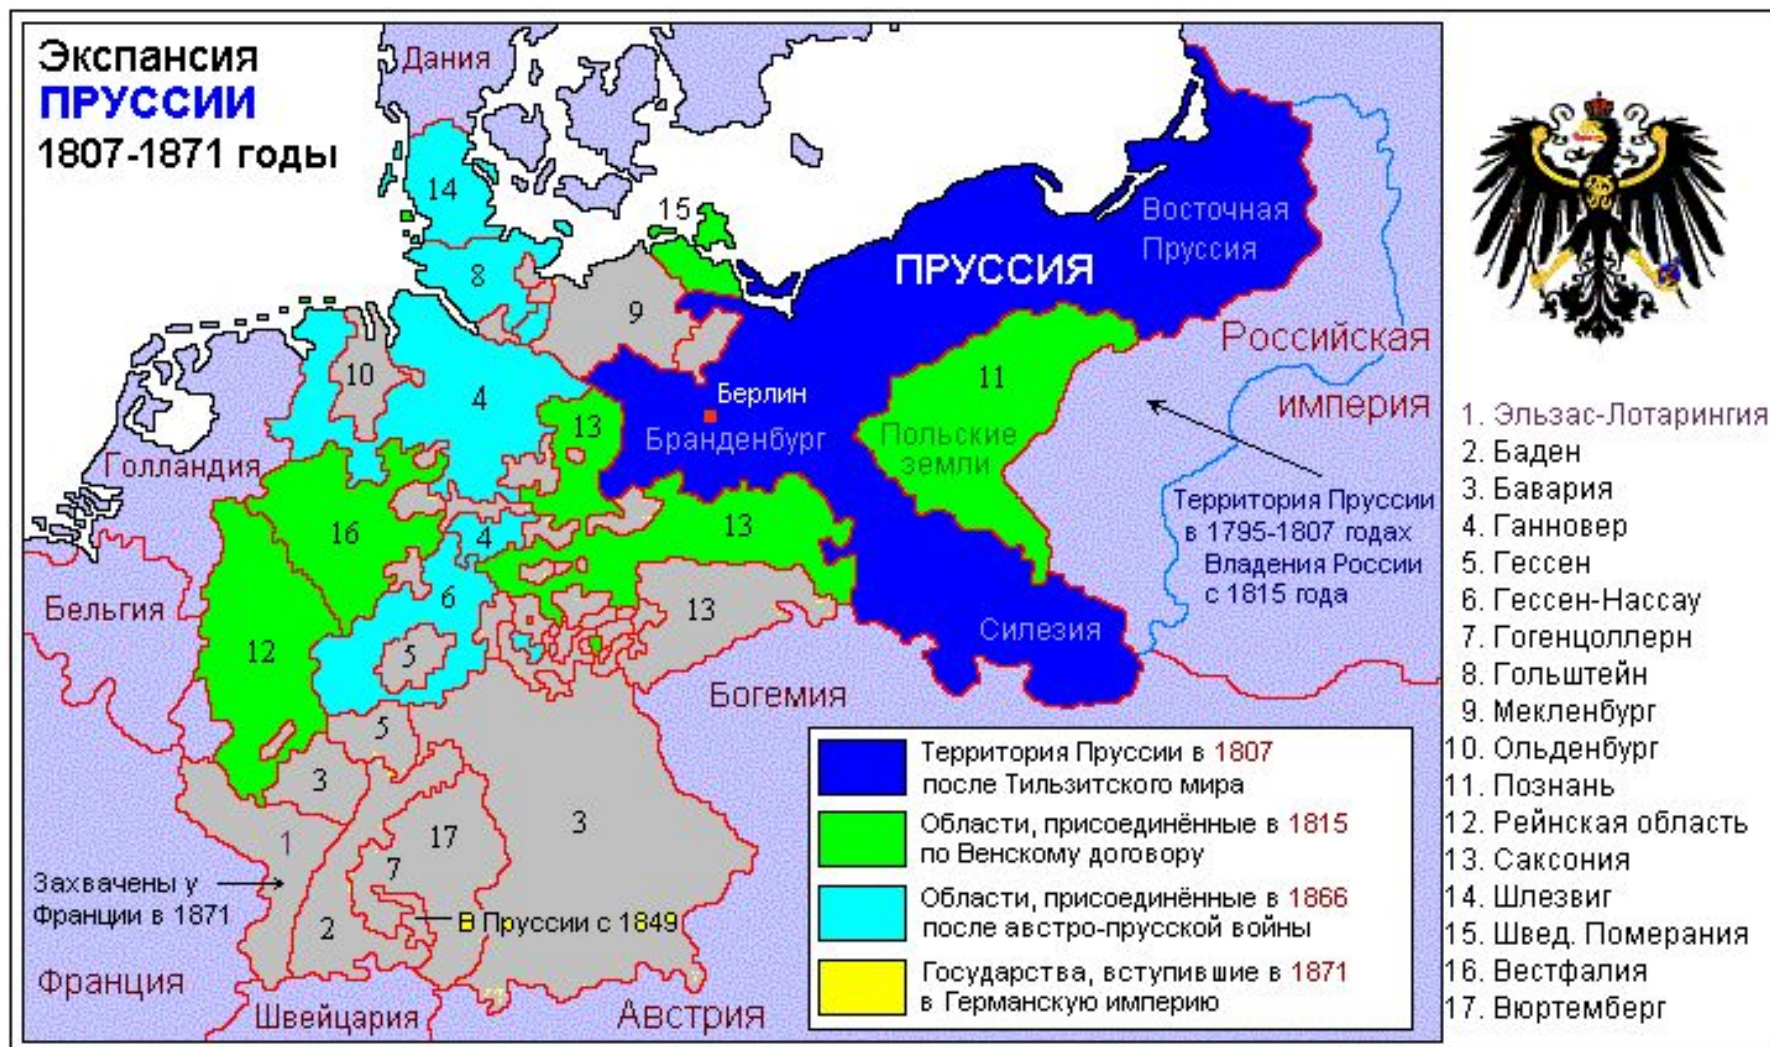 Экспансия
ПРУССИИ
1807-1871 годы
Дания
14
15
8
9
10
4
13
11
Восточная
Пруссия
ПРУССИЯ
Российская
империя
Берлин
Бранденбург
Польские
земли
Голландия
16
4
13
13
Территория Пруссии
в 1795-1807 годах
Владения России
с 1815 года
Бельгия
6
13
12
5
Силезия
Богемия
5
3
1
17
3
7
2
Захвачены у
Франции в 1871
В Пруссии с 1849
Франция
Швейцария
Австрия
Территория Пруссии в 1807
после Тильзитского мира
Области, присоединённые в 1815
по Венскому договору
Области, присоединённые в 1866
после австро-прусской войны
Государства, вступившие в 1871
в Германскую империю
1. Эльзас-Лотарингия
2. Баден
3. Бавария
4. Ганновер
5. Гессен
6. Гессен-Нассау
7. Гогенцоллерн
8. Гольштейн
9. Мекленбург
10. Ольденбург
11. Познань
12. Рейнская область
13. Саксония
14. Шлезвиг
15. Швед. Померания
16. Вестфалия
17. Вюртемберг